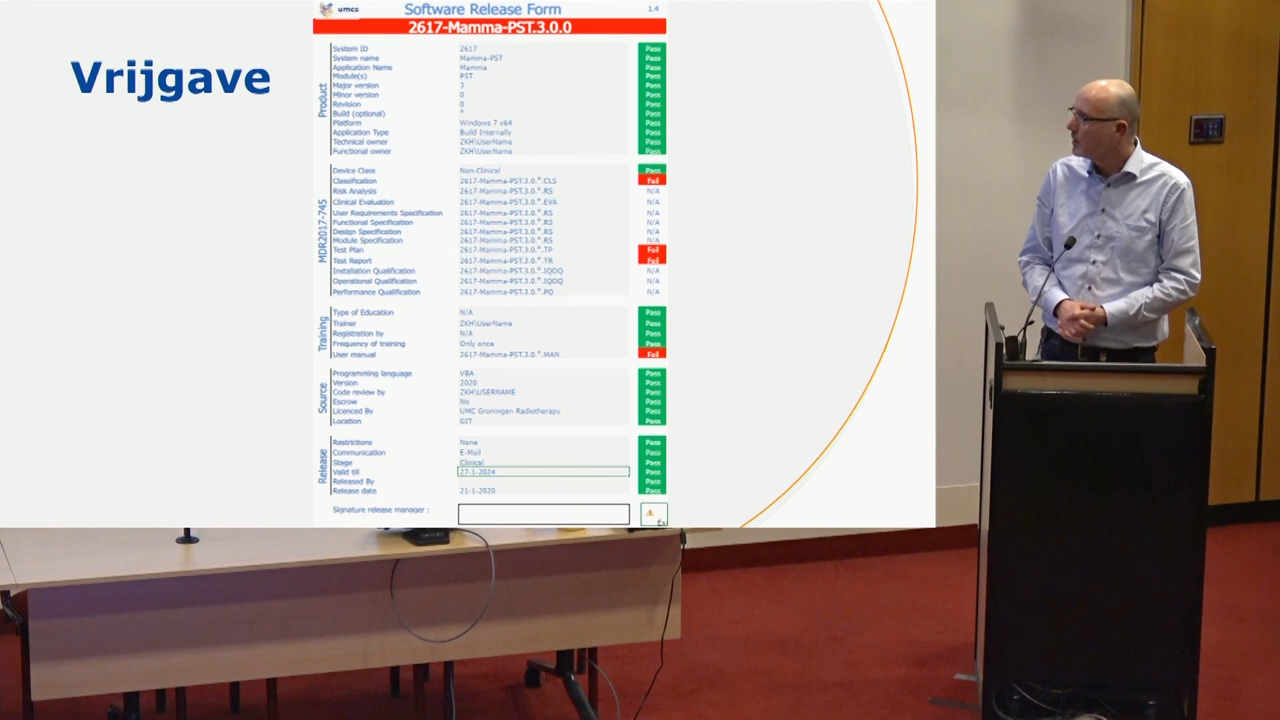 Vrijgave
umcg Software Release Form 1.4
2617-Mamma-PST.3.0.0
Product
System ID 2617 Pass
System name Mamma-PST Pass
Application Name Mamma Pass
Module(s) PST Pass
Major version 3 Pass
Minor version 0 Pass
Revision 0 Pass
Build (optional) * Pass
Platform Windows 7 x64 Pass
Application Type Build Internally Pass
Technical owner ZKH\UserName Pass
Functional owner ZKH\UserName Pass
MDR2017-745
Device Class Non-Clinical Pass
Classification 2617-Mamma-PST.3.0.*.CLS Fail
Risk Analysis 2617-Mamma-PST.3.0.*.RS N/A
Clinical Evaluation 2617-Mamma-PST.3.0.*.EVA N/A
User Requirements Specification 2617-Mamma-PST.3.0.*.RS N/A
Functional Specification 2617-Mamma-PST.3.0.*.RS N/A
Design Specification 2617-Mamma-PST.3.0.*.RS N/A
Module Specification 2617-Mamma-PST.3.0.*.RS N/A
Test Plan 2617-Mamma-PST.3.0.*.TP Fail
Test Report 2617-Mamma-PST.3.0.*.TR Fail
Installation Qualification 2617-Mamma-PST.3.0.*.IQOQ N/A
Operational Qualification 2617-Mamma-PST.3.0.*.IQOQ N/A
Performance Qualification 2617-Mamma-PST.3.0.*.PQ N/A
Training
Type of Education N/A Pass
Trainer ZKH\UserName Pass
Registration by N/A Pass
Frequency of training Only once Pass
User manual 2617-Mamma-PST.3.0.*.MAN Fail
Source
Programming language VBA Pass
Version 2020 Pass
Code review by ZKH\USERNAME Pass
Escrow No Pass
Licenced By UMC Groningen Radiotherapy Pass
Location GIT Pass
Release
Restrictions None Pass
Communication E-Mail Pass
Stage Clinical Pass
Valid till 27-1-2024 Pass
Released By Pass
Release date 21-1-2020 Pass
Signature release manager :